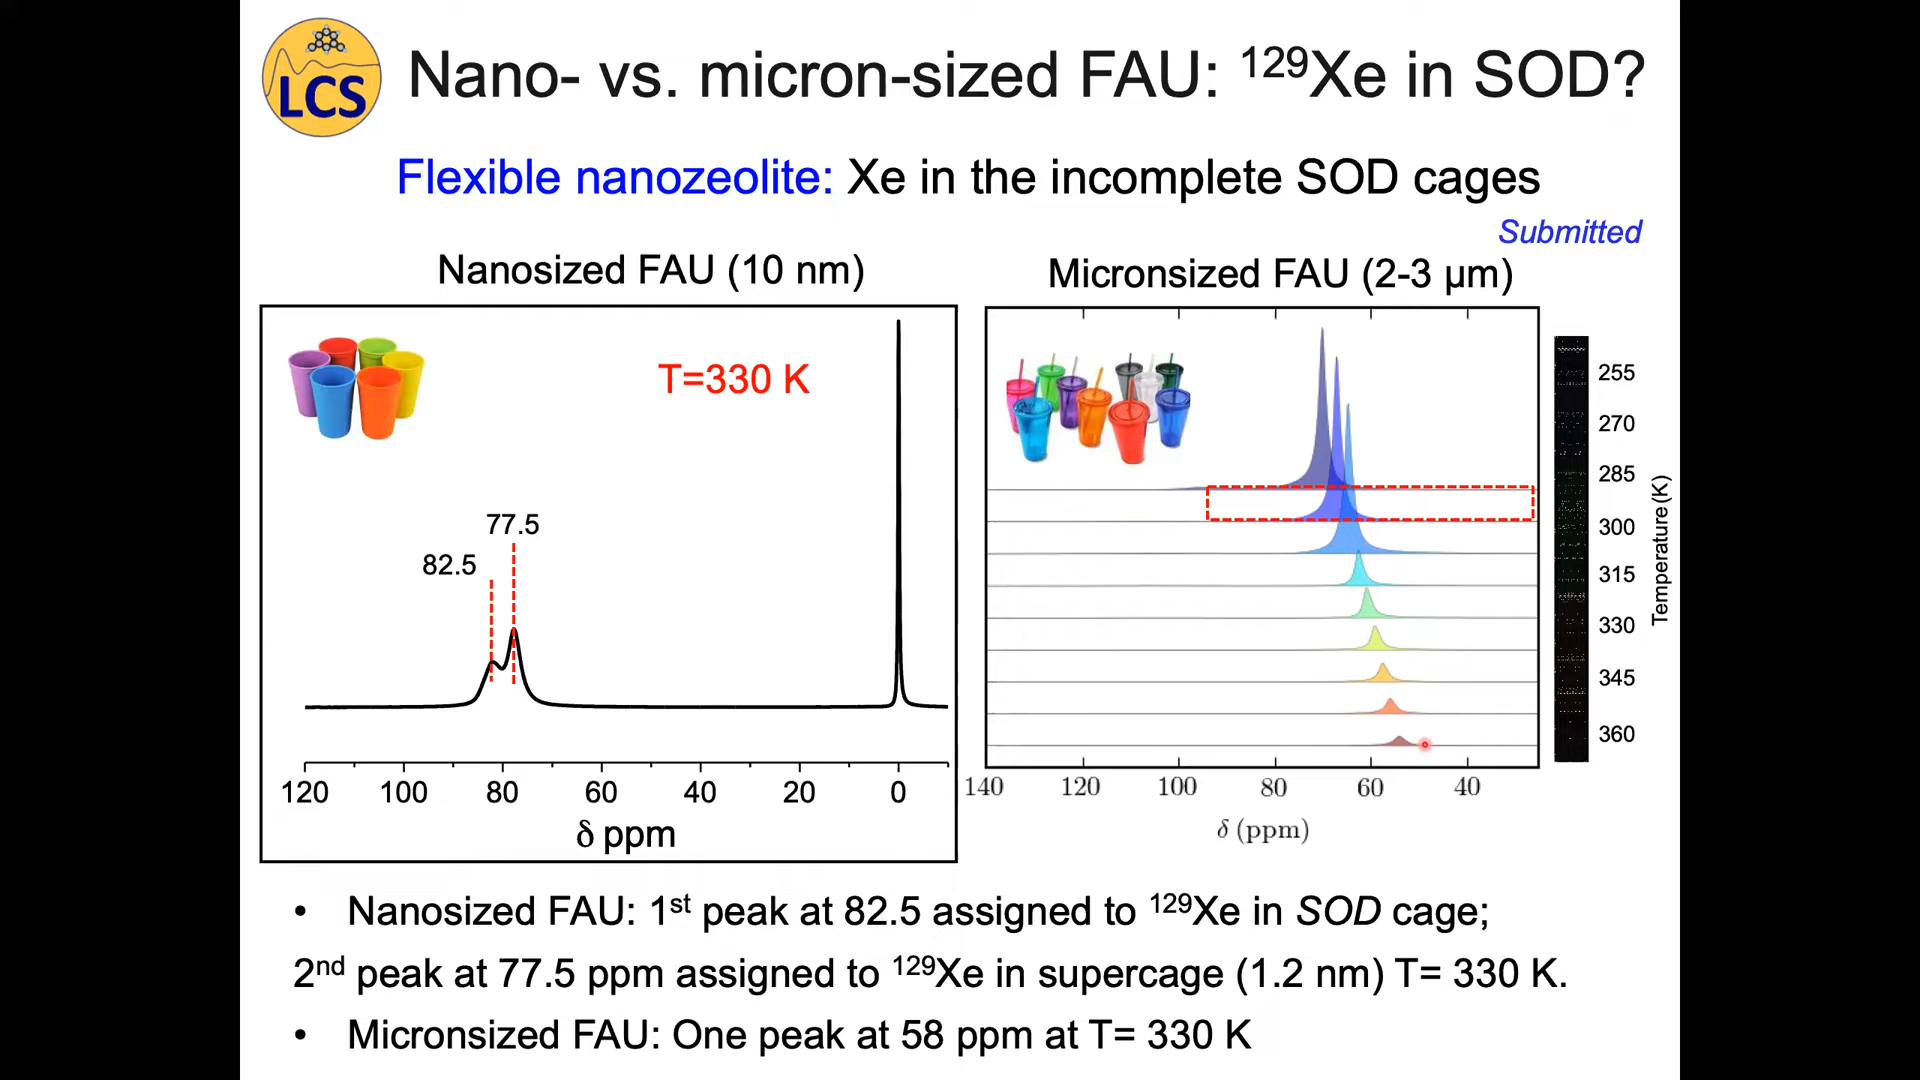 LCS
Nano- vs. micron-sized FAU: ¹²⁹Xe in SOD?
Flexible nanozeolite: Xe in the incomplete SOD cages
Submitted
Nanosized FAU (10 nm)
T=330 K
77.5
82.5
120 100 80 60 40 20 0
δ ppm
Micronsized FAU (2-3 µm)
140 120 100 80 60 40
δ (ppm)
255
270
285
300
315
330
345
360
Temperature(K)
• Nanosized FAU: 1ˢᵗ peak at 82.5 assigned to ¹²⁹Xe in SOD cage;
2ⁿᵈ peak at 77.5 ppm assigned to ¹²⁹Xe in supercage (1.2 nm) T= 330 K.
• Micronsized FAU: One peak at 58 ppm at T= 330 K